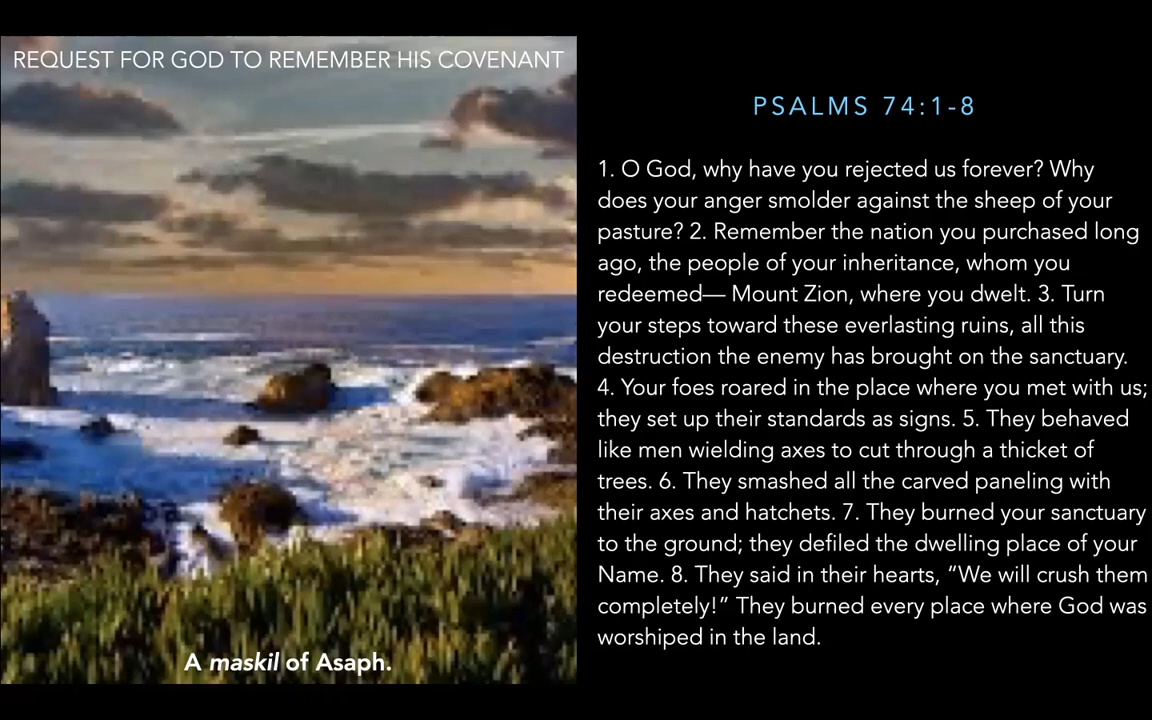 REQUEST FOR GOD TO REMEMBER HIS COVENANT
A maskil of Asaph.
PSALMS 74:1-8
1. O God, why have you rejected us forever? Why
does your anger smolder against the sheep of your
pasture? 2. Remember the nation you purchased long
ago, the people of your inheritance, whom you
redeemed— Mount Zion, where you dwelt. 3. Turn
your steps toward these everlasting ruins, all this
destruction the enemy has brought on the sanctuary.
4. Your foes roared in the place where you met with us;
they set up their standards as signs. 5. They behaved
like men wielding axes to cut through a thicket of
trees. 6. They smashed all the carved paneling with
their axes and hatchets. 7. They burned your sanctuary
to the ground; they defiled the dwelling place of your
Name. 8. They said in their hearts, “We will crush them
completely!” They burned every place where God was
worshiped in the land.